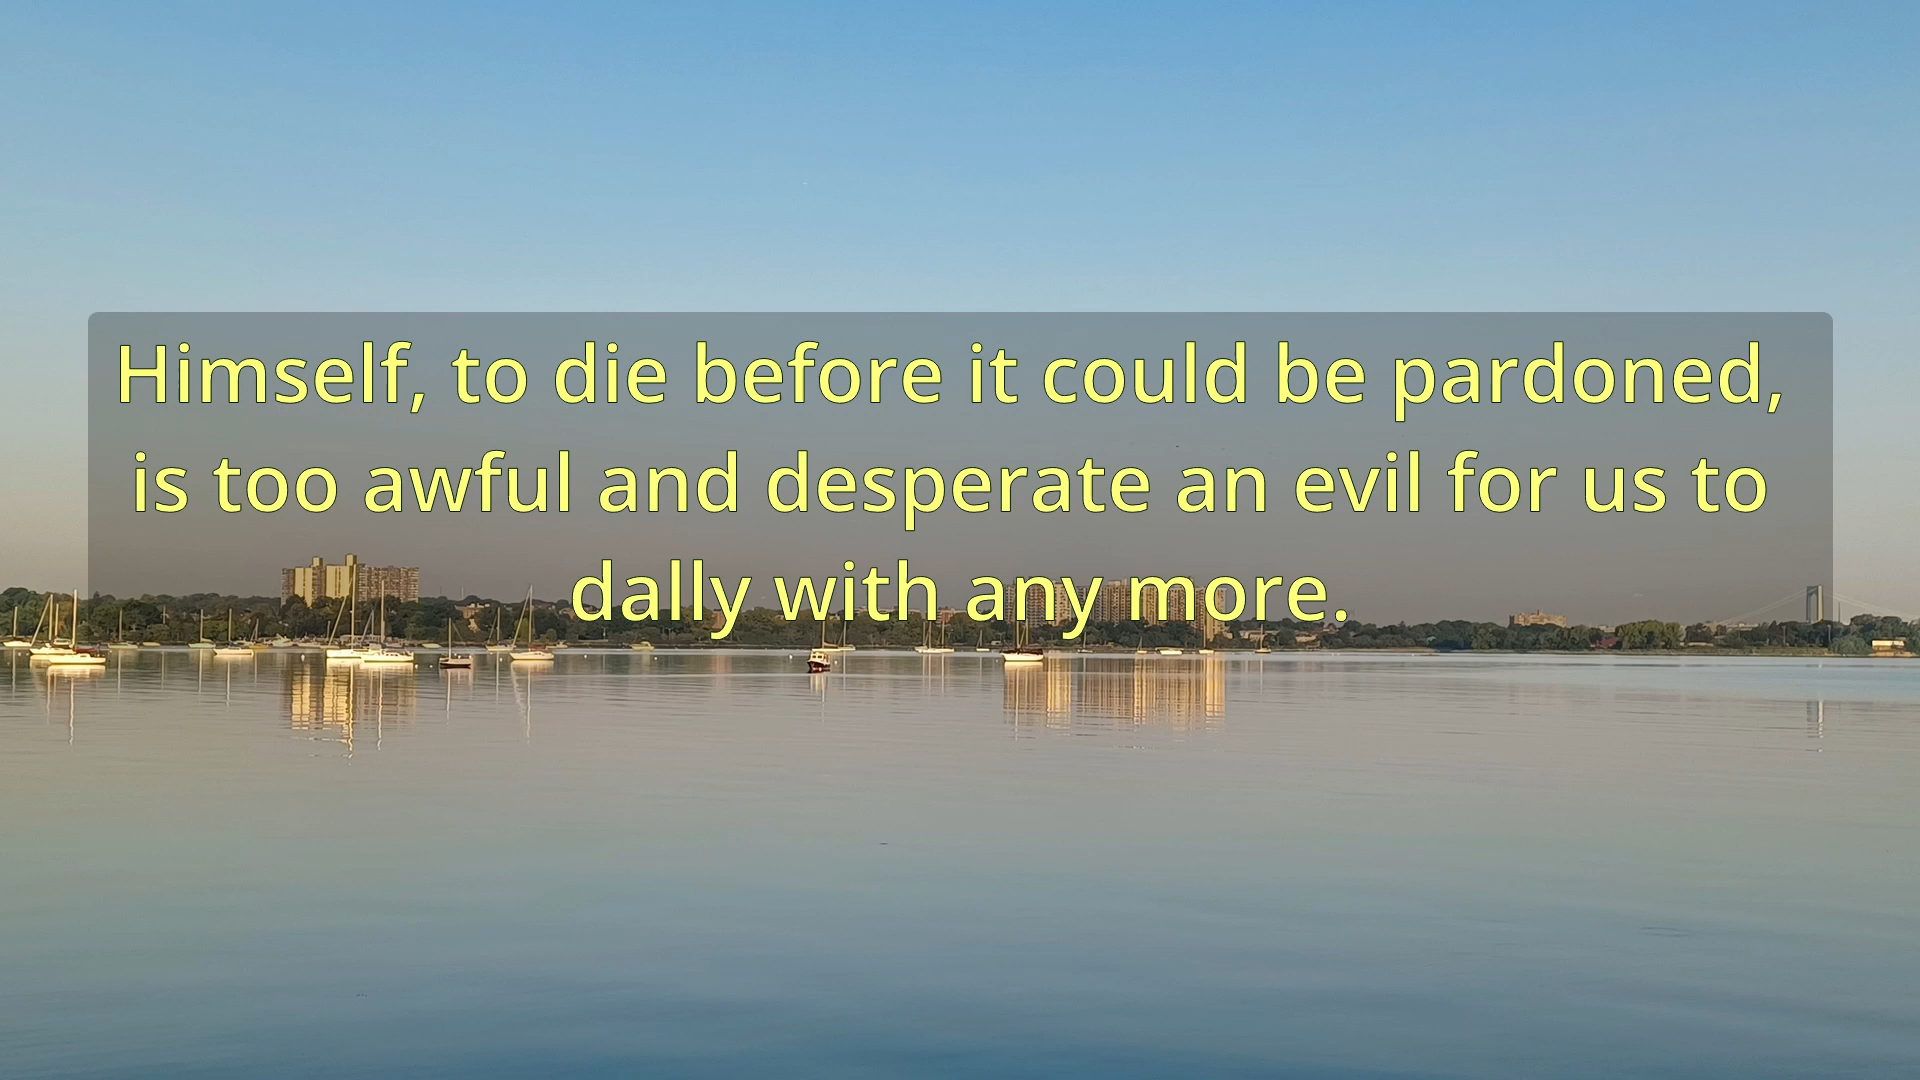 Himself, to die before it could be pardoned,
is too awful and desperate an evil for us to
dally with any more.